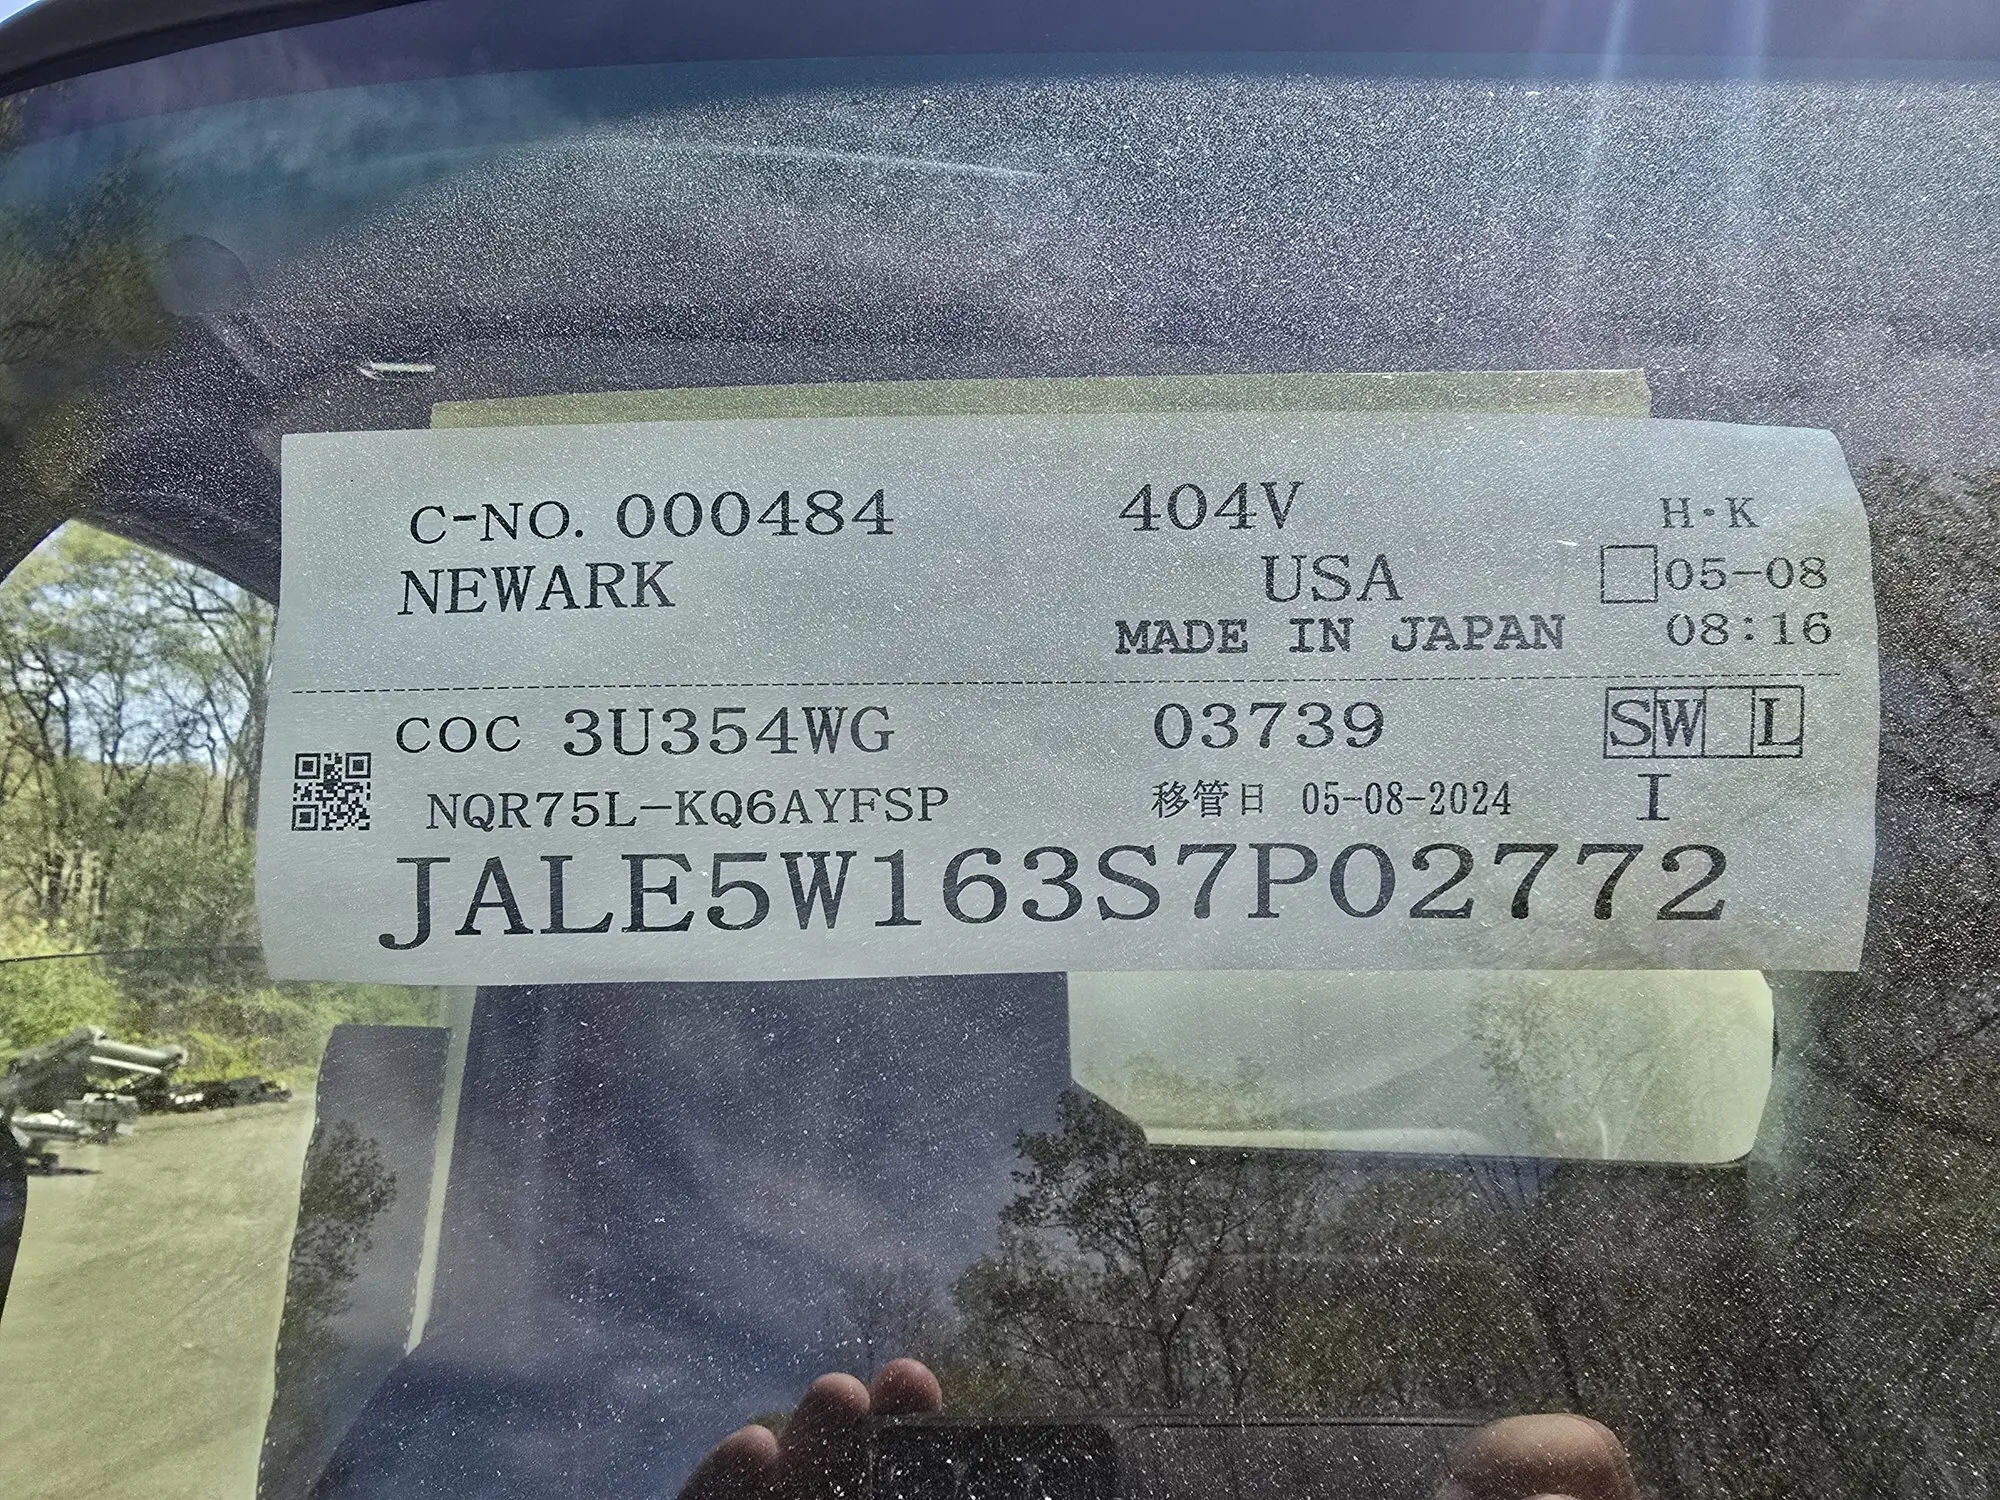 C-NO. 000484 404V H·K
NEWARK USA 05-08
MADE IN JAPAN 08:16
COC 3U354WG 03739 SW L
NQR75L-KQ6AYFSP 移管日 05-08-2024 I
JALE5W163S7P02772